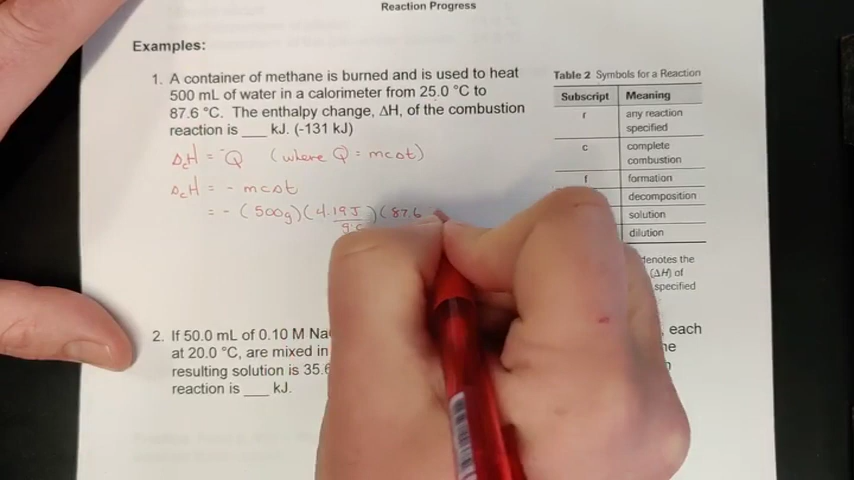 Reaction Progress
Examples:
1. A container of methane is burned and is used to heat
500 mL of water in a calorimeter from 25.0 °C to
87.6 °C. The enthalpy change, ΔH, of the combustion
reaction is ___ kJ. (-131 kJ)
ΔcH = -Q (where Q = mcΔt)
ΔcH = - mcΔt
= - (500g)(4.19J/g°C)(87.6
2. If 50.0 mL of 0.10 M Na
at 20.0 °C, are mixed in
resulting solution is 35.6
reaction is ___ kJ.
Table 2 Symbols for a Reaction
Subscript Meaning
r any reaction
specified
c complete
combustion
f formation
decomposition
solution
dilution
denotes the
(ΔH) of
specified
, each